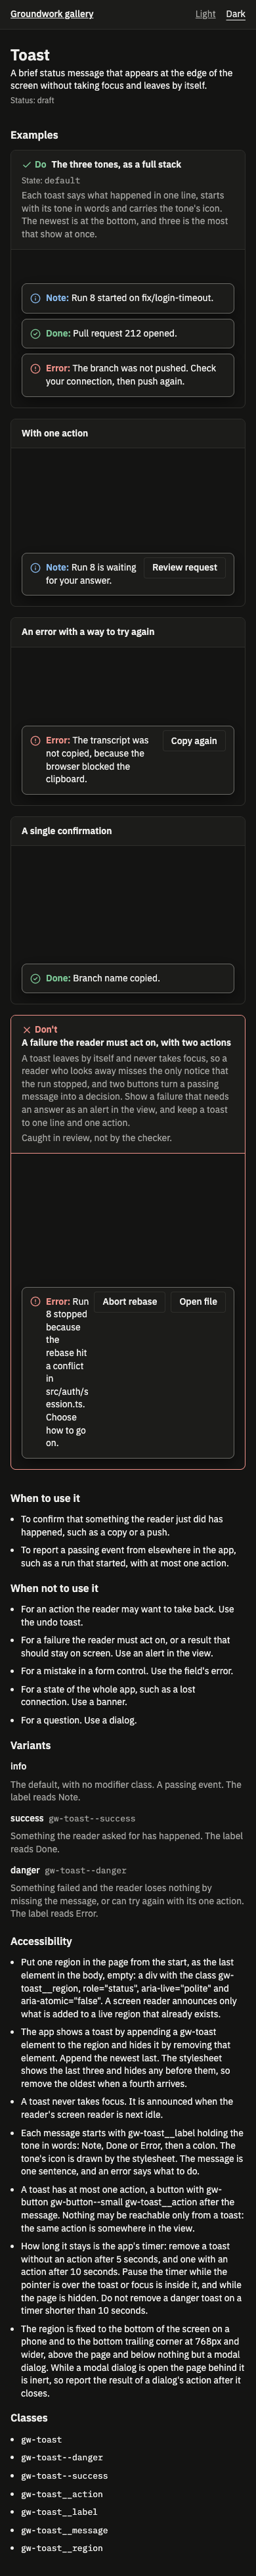 Groundwork gallery
Light Dark
Toast
A brief status message that appears at the edge of the
screen without taking focus and leaves by itself.
Status: draft
Examples
Do The three tones, as a full stack
State: default
Each toast says what happened in one line, starts
with its tone in words and carries the tone's icon.
The newest is at the bottom, and three is the most
that show at once.
Note: Run 8 started on fix/login-timeout.
Done: Pull request 212 opened.
Error: The branch was not pushed. Check
your connection, then push again.
With one action
Note: Run 8 is waiting
for your answer.
Review request
An error with a way to try again
Error: The transcript was
not copied, because the
browser blocked the
clipboard.
Copy again
A single confirmation
Done: Branch name copied.
Don't
A failure the reader must act on, with two actions
A toast leaves by itself and never takes focus, so a
reader who looks away misses the only notice that
the run stopped, and two buttons turn a passing
message into a decision. Show a failure that needs
an answer as an alert in the view, and keep a toast
to one line and one action.
Caught in review, not by the checker.
Error: Run
8 stopped
because
the
rebase hit
a conflict
in
src/auth/s
ession.ts.
Choose
how to go
on.
Abort rebase
Open file
When to use it
• To confirm that something the reader just did has
happened, such as a copy or a push.
• To report a passing event from elsewhere in the app,
such as a run that started, with at most one action.
When not to use it
• For an action the reader may want to take back. Use
the undo toast.
• For a failure the reader must act on, or a result that
should stay on screen. Use an alert in the view.
• For a mistake in a form control. Use the field's error.
• For a state of the whole app, such as a lost
connection. Use a banner.
• For a question. Use a dialog.
Variants
info
The default, with no modifier class. A passing event. The
label reads Note.
success gw-toast--success
Something the reader asked for has happened. The label
reads Done.
danger gw-toast--danger
Something failed and the reader loses nothing by
missing the message, or can try again with its one action.
The label reads Error.
Accessibility
• Put one region in the page from the start, as the last
element in the body, empty: a div with the class gw-
toast__region, role="status", aria-live="polite" and
aria-atomic="false". A screen reader announces only
what is added to a live region that already exists.
• The app shows a toast by appending a gw-toast
element to the region and hides it by removing that
element. Append the newest last. The stylesheet
shows the last three and hides any before them, so
remove the oldest when a fourth arrives.
• A toast never takes focus. It is announced when the
reader's screen reader is next idle.
• Each message starts with gw-toast__label holding the
tone in words: Note, Done or Error, then a colon. The
tone's icon is drawn by the stylesheet. The message is
one sentence, and an error says what to do.
• A toast has at most one action, a button with gw-
button gw-button--small gw-toast__action after the
message. Nothing may be reachable only from a toast:
the same action is somewhere in the view.
• How long it stays is the app's timer: remove a toast
without an action after 5 seconds, and one with an
action after 10 seconds. Pause the timer while the
pointer is over the toast or focus is inside it, and while
the page is hidden. Do not remove a danger toast on a
timer shorter than 10 seconds.
• The region is fixed to the bottom of the screen on a
phone and to the bottom trailing corner at 768px and
wider, above the page and below nothing but a modal
dialog. While a modal dialog is open the page behind it
is inert, so report the result of a dialog's action after it
closes.
Classes
• gw-toast
• gw-toast--danger
• gw-toast--success
• gw-toast__action
• gw-toast__label
• gw-toast__message
• gw-toast__region